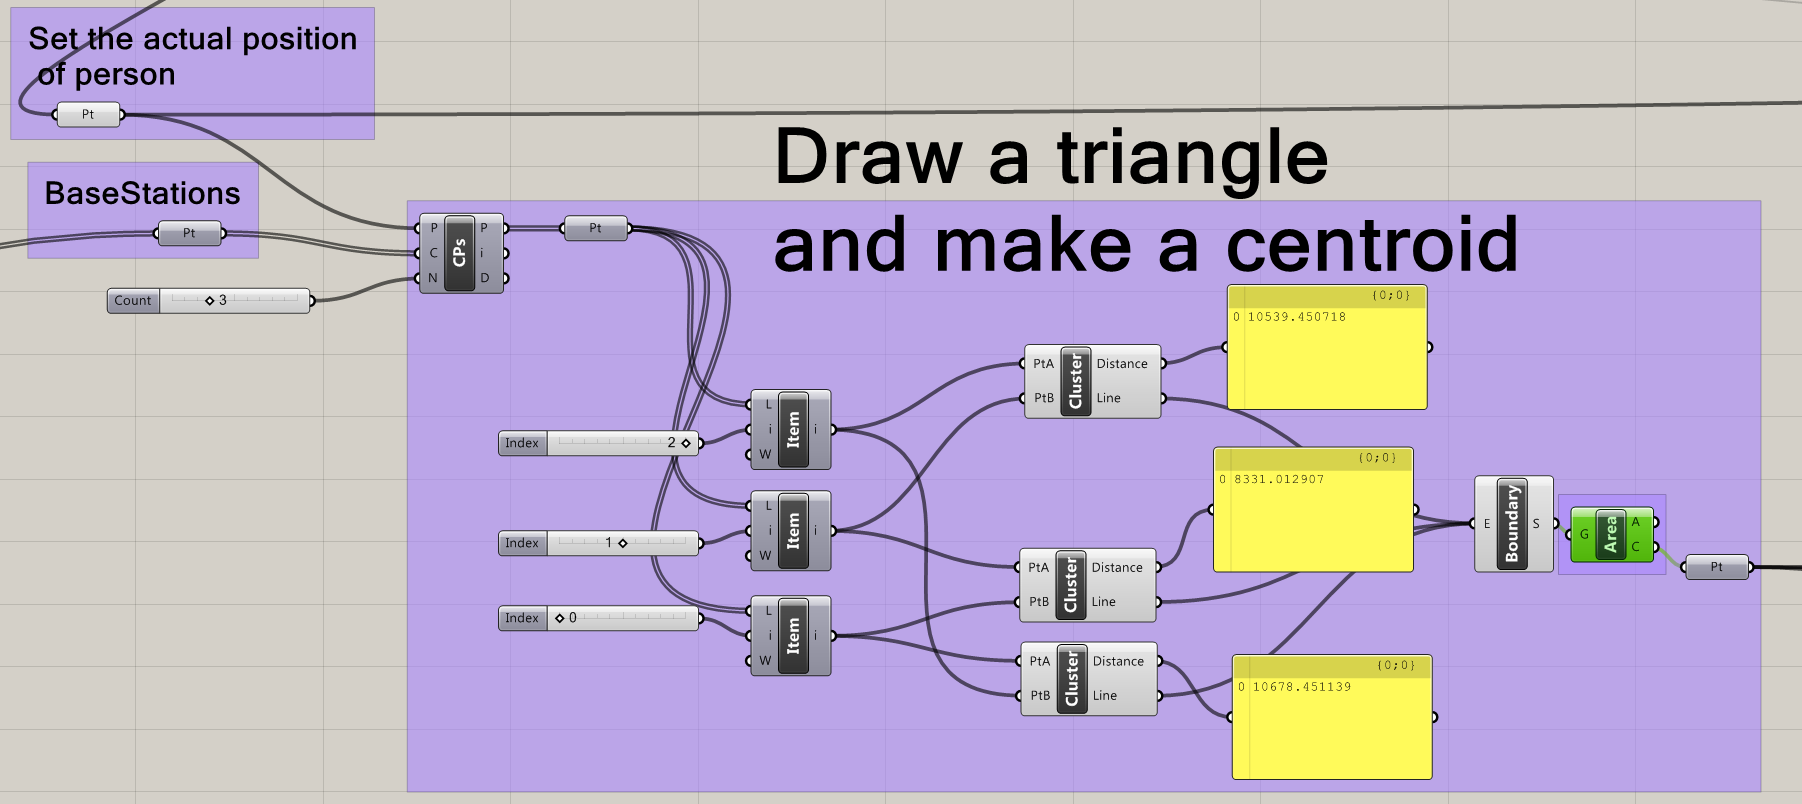 Set the actual position
of person
Pt
BaseStations
Pt
Count 3
P P
C CPs i
N D
Pt
Draw a triangle
and make a centroid
{0;0}
0 10539.450718
PtA Cluster Distance
PtB Line
L
Index 2 i Item i
W
{0;0}
0 8331.012907
L
Index 1 i Item i
W
E Boundary S
G Area A
C
Pt
PtA Cluster Distance
PtB Line
L
Index 0 i Item i
W
PtA Cluster Distance
PtB Line
{0;0}
0 10678.451139